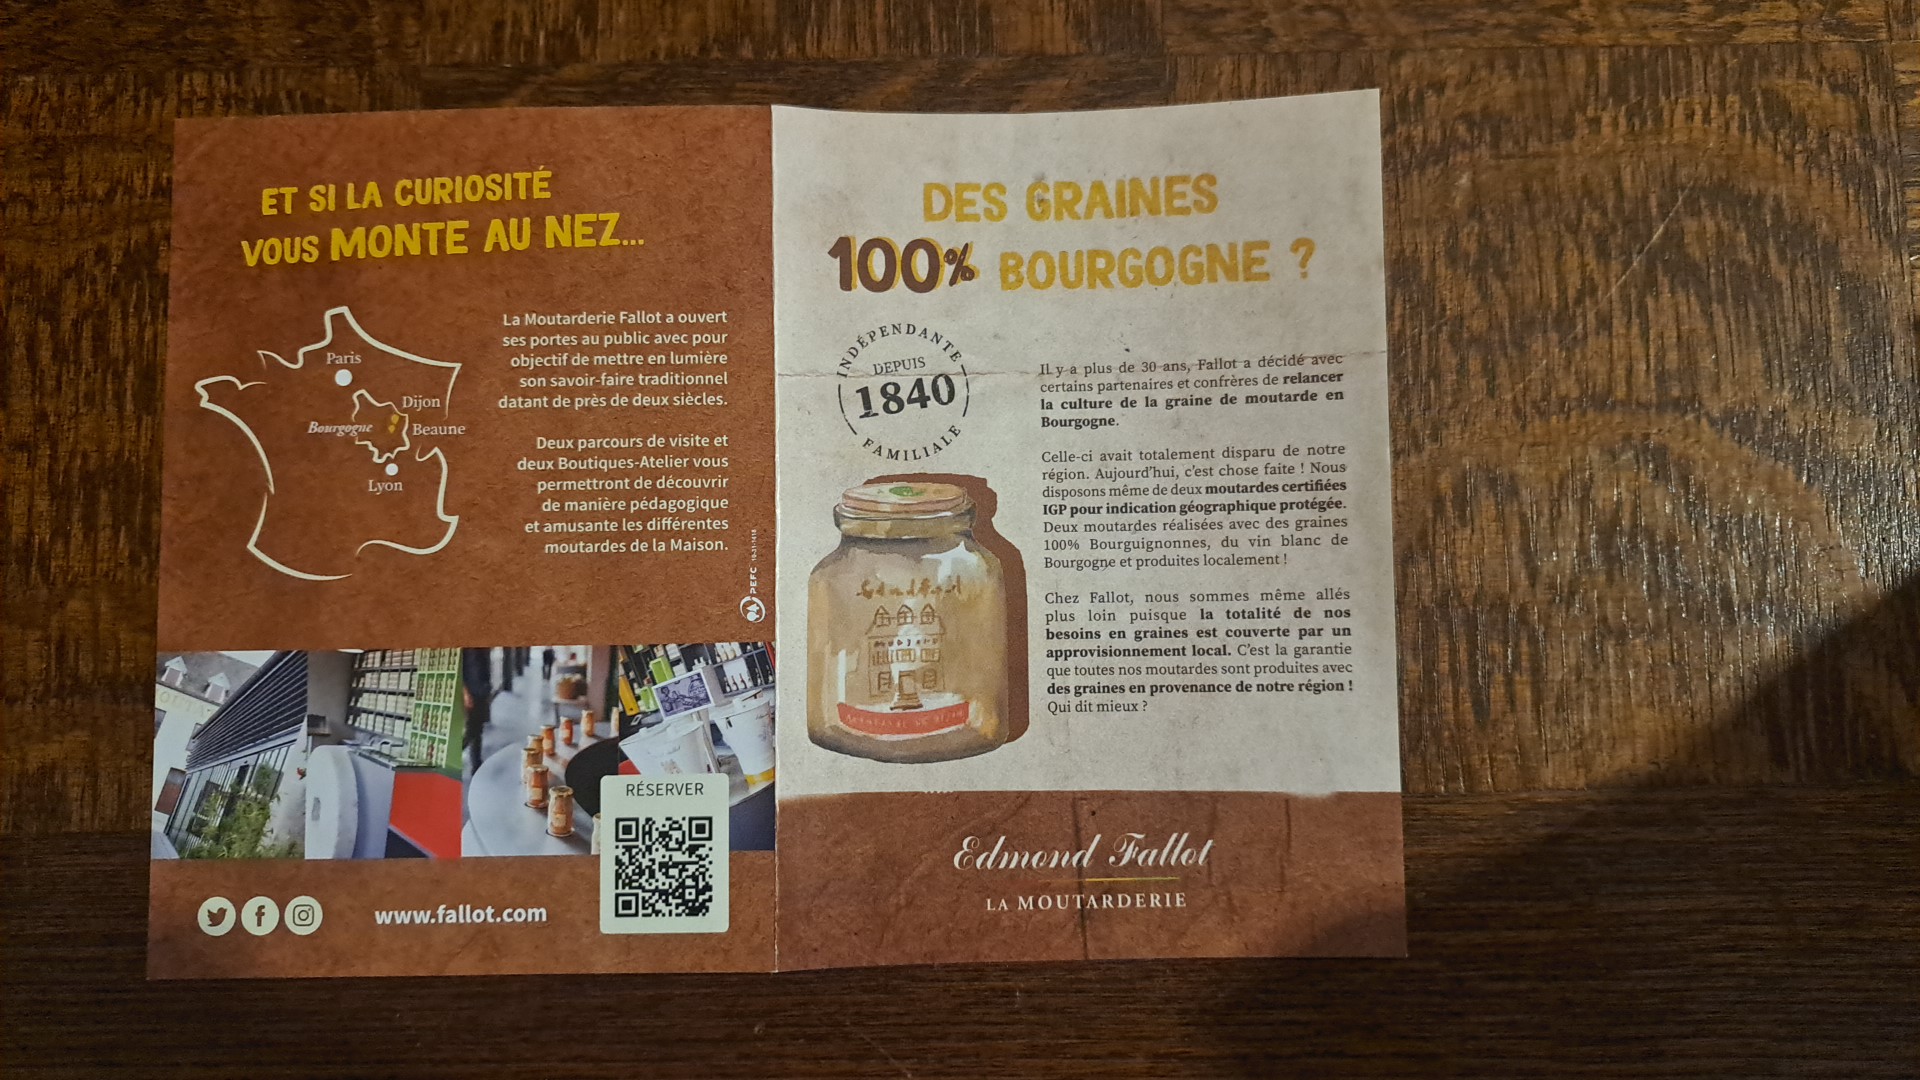 ET SI LA CURIOSITÉ
VOUS MONTE AU NEZ...
Paris
Dijon
Bourgogne
Beaune
Lyon
La Moutarderie Fallot a ouvert
ses portes au public avec pour
objectif de mettre en lumière
son savoir-faire traditionnel
datant de près de deux siècles.
Deux parcours de visite et
deux Boutiques-Atelier vous
permettront de découvrir
de manière pédagogique
et amusante les différentes
moutardes de la Maison.
PEFC
RÉSERVER
www.fallot.com
DES GRAINES
100% BOURGOGNE ?
INDÉPENDANTE
DEPUIS
1840
FAMILIALE
Il y a plus de 30 ans, Fallot a décidé avec
certains partenaires et confrères de relancer
la culture de la graine de moutarde en
Bourgogne.
Celle-ci avait totalement disparu de notre
région. Aujourd'hui, c'est chose faite ! Nous
disposons même de deux moutardes certifiées
IGP pour indication géographique protégée.
Deux moutardes réalisées avec des graines
100% Bourguignonnes, du vin blanc de
Bourgogne et produites localement !
Chez Fallot, nous sommes même allés
plus loin puisque la totalité de nos
besoins en graines est couverte par un
approvisionnement local. C'est la garantie
que toutes nos moutardes sont produites avec
des graines en provenance de notre région !
Qui dit mieux ?
Edmond Fallot
LA MOUTARDERIE